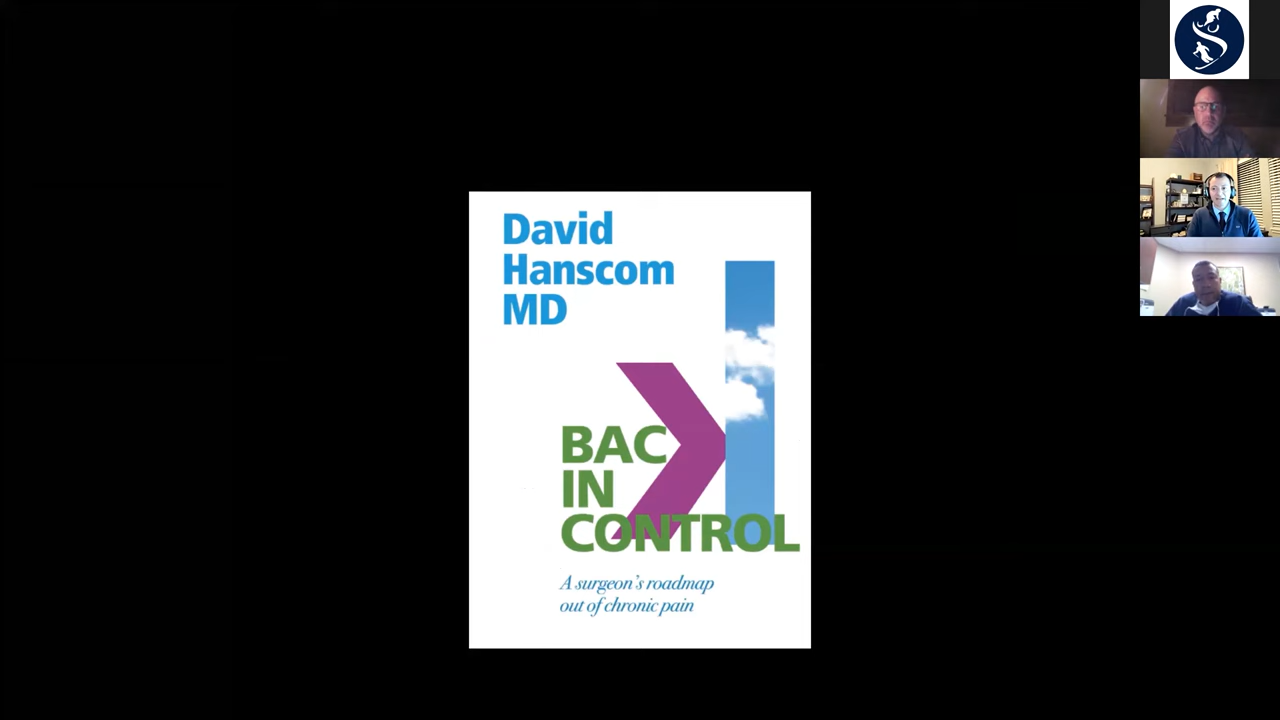 David
Hanscom
MD
BAC
IN
CONTROL
A surgeon's roadmap
out of chronic pain